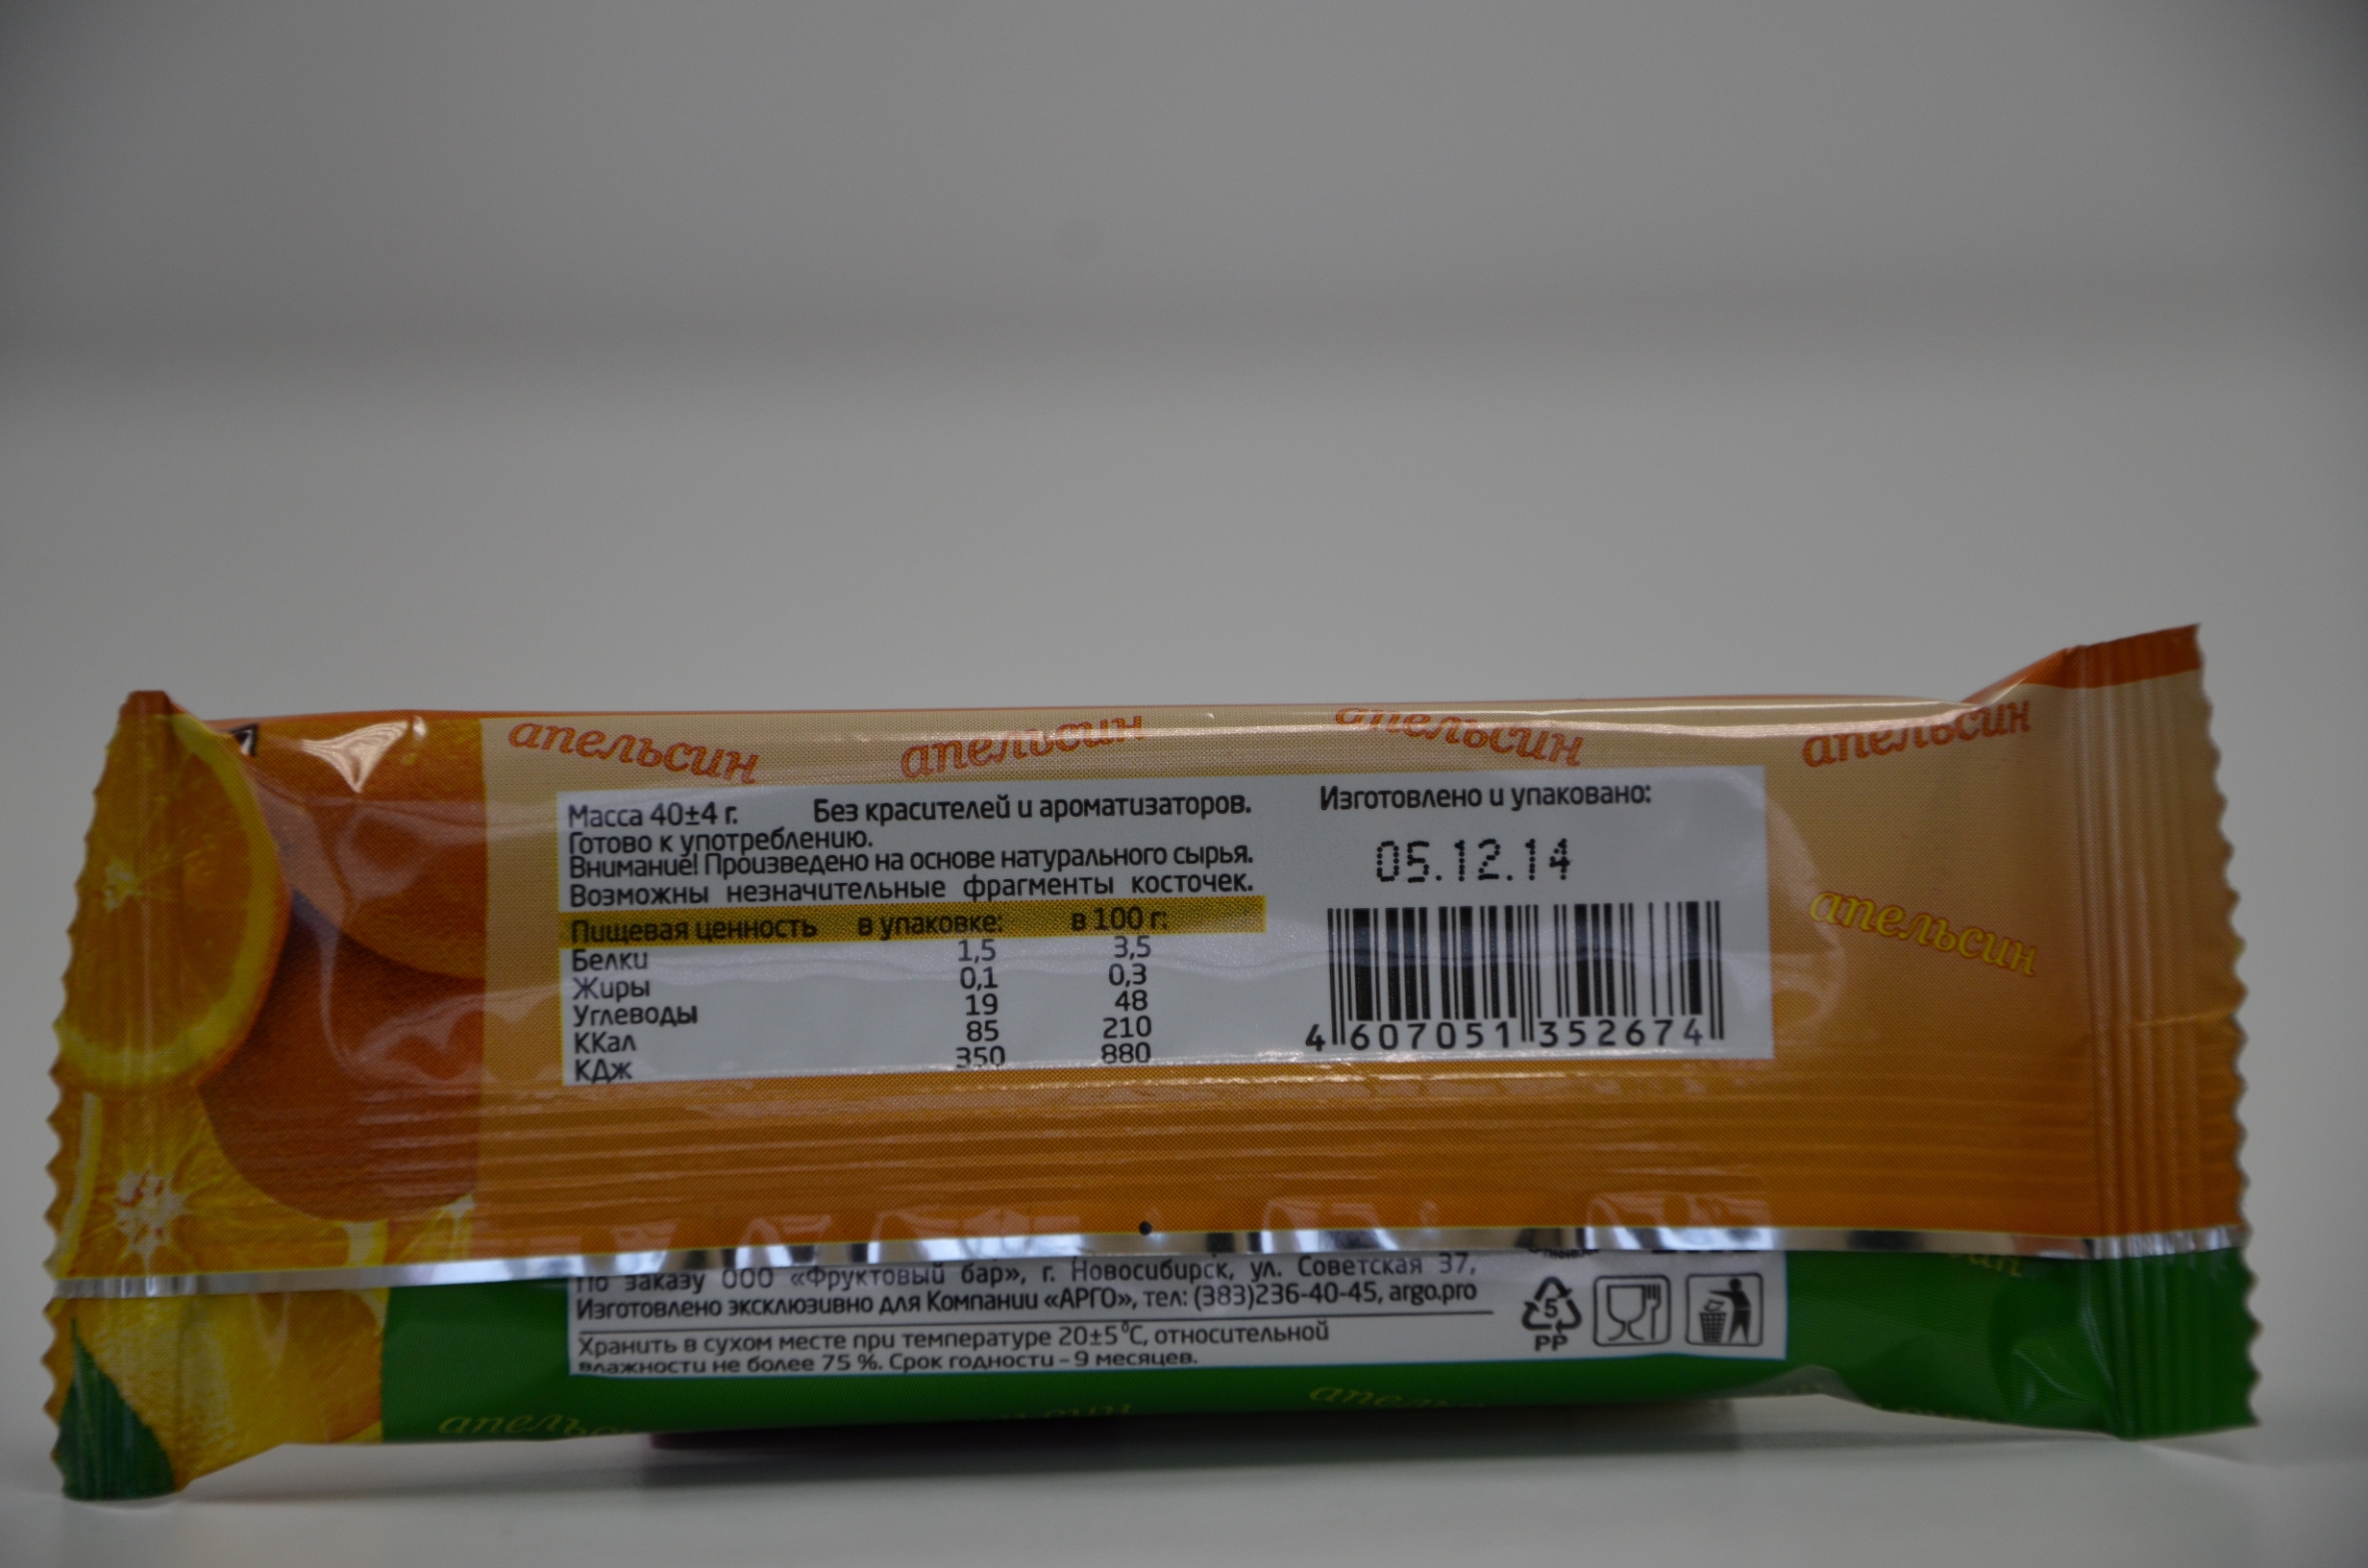 апельсин апельсин апельсин апельсин
Масса 40±4 г. Без красителей и ароматизаторов.
Готово к употреблению.
Внимание! Произведено на основе натурального сырья.
Возможны незначительные фрагменты косточек.
Пищевая ценность в упаковке: в 100 г:
Белки 1,5 3,5
Жиры 0,1 0,3
Углеводы 19 48
ККал 85 210
КДж 350 880
Изготовлено и упаковано:
05.12.14
4 607051 352674
апельсин
По заказу ООО «Фруктовый бар», г. Новосибирск, ул. Советская 37,
Изготовлено эксклюзивно для Компании «АРГО», тел: (383)236-40-45, argo.pro
Хранить в сухом месте при температуре 20±5°С, относительной
влажности не более 75 %. Срок годности – 9 месяцев.
5
PP